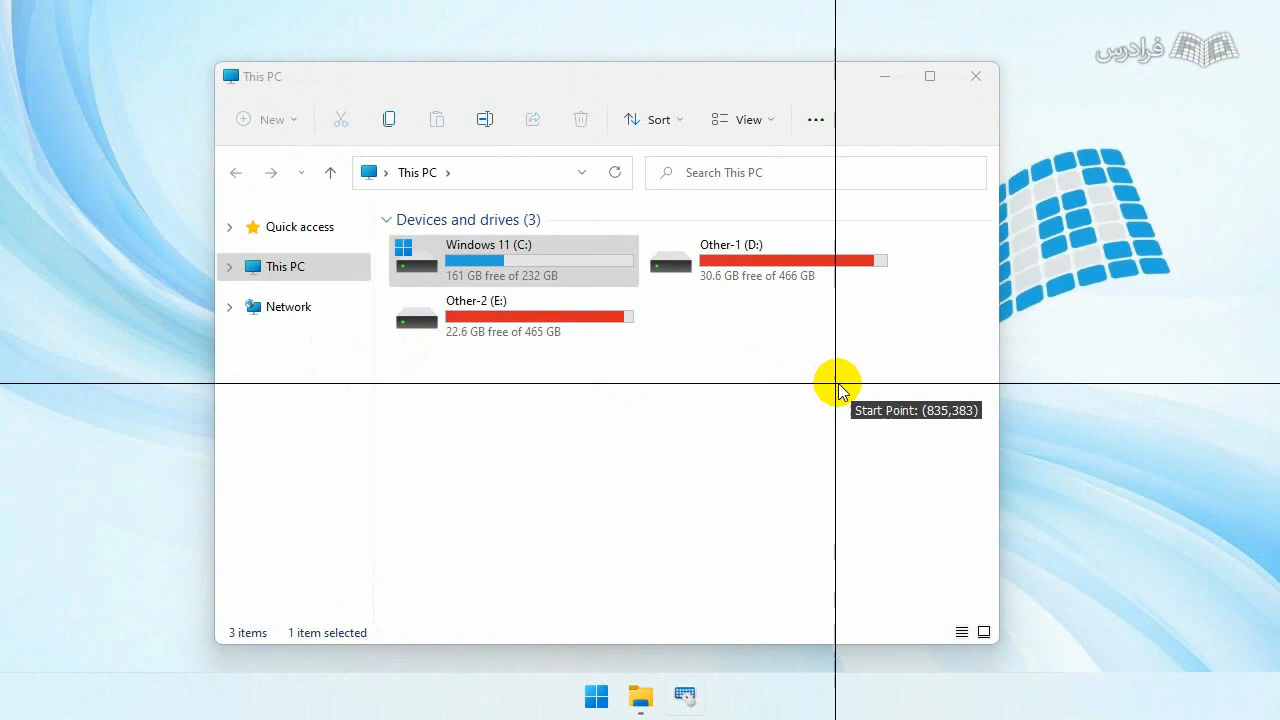 فرادرس
This PC
New
Sort
View
This PC
Search This PC
Quick access
This PC
Network
Devices and drives (3)
Windows 11 (C:)
161 GB free of 232 GB
Other-1 (D:)
30.6 GB free of 466 GB
Other-2 (E:)
22.6 GB free of 465 GB
Start Point: (835,383)
3 items
1 item selected